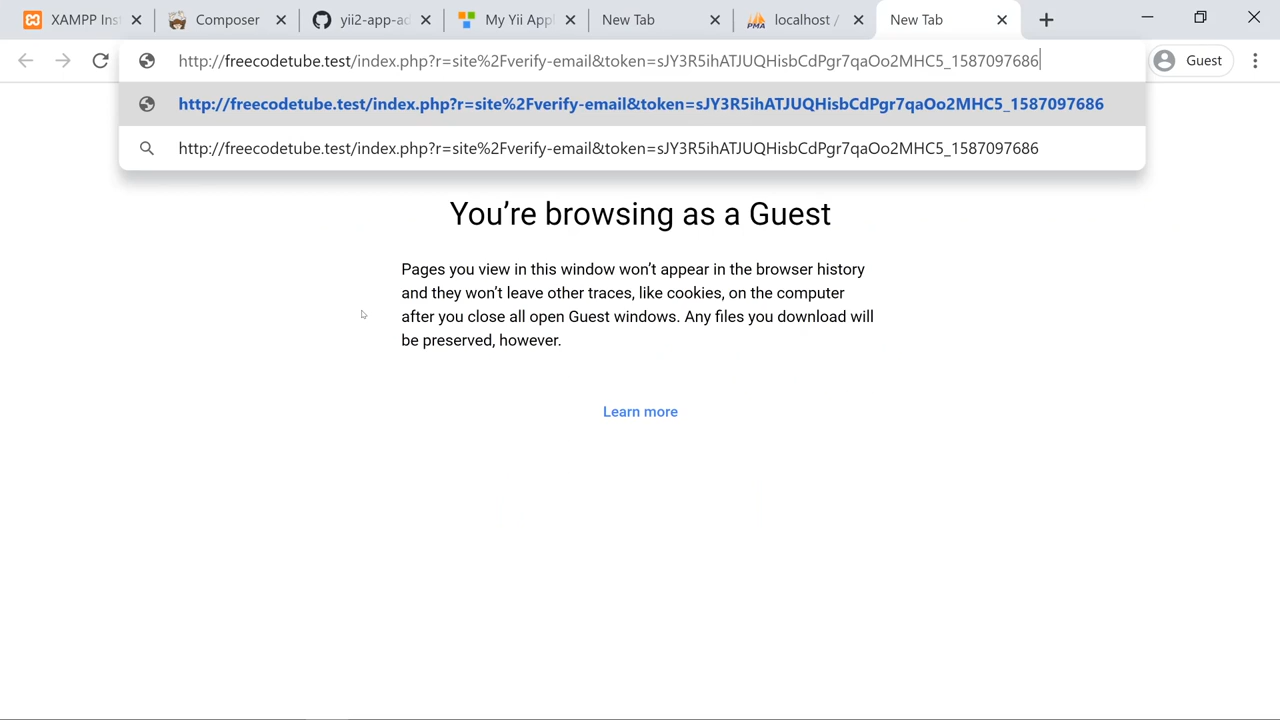 XAMPP Inst
Composer
yii2-app-ad
My Yii Appl
New Tab
localhost /
New Tab
http://freecodetube.test/index.php?r=site%2Fverify-email&token=sJY3R5ihATJUQHisbCdPgr7qaOo2MHC5_1587097686
Guest
http://freecodetube.test/index.php?r=site%2Fverify-email&token=sJY3R5ihATJUQHisbCdPgr7qaOo2MHC5_1587097686
http://freecodetube.test/index.php?r=site%2Fverify-email&token=sJY3R5ihATJUQHisbCdPgr7qaOo2MHC5_1587097686
You’re browsing as a Guest
Pages you view in this window won’t appear in the browser history
and they won’t leave other traces, like cookies, on the computer
after you close all open Guest windows. Any files you download will
be preserved, however.
Learn more